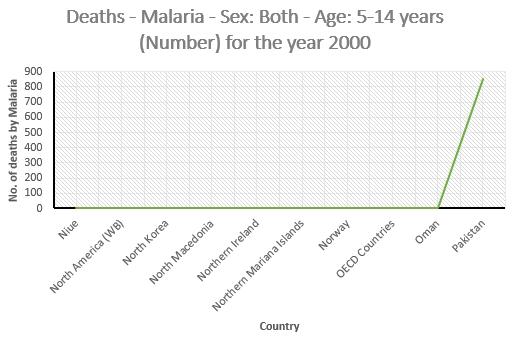 Deaths - Malaria - Sex: Both - Age: 5-14 years
(Number) for the year 2000
No. of deaths by Malaria
900
800
700
600
500
400
300
200
100
0
Niue
North America (WB)
North Korea
North Macedonia
Northern Ireland
Northern Mariana Islands
Norway
OECD Countries
Oman
Pakistan
Country